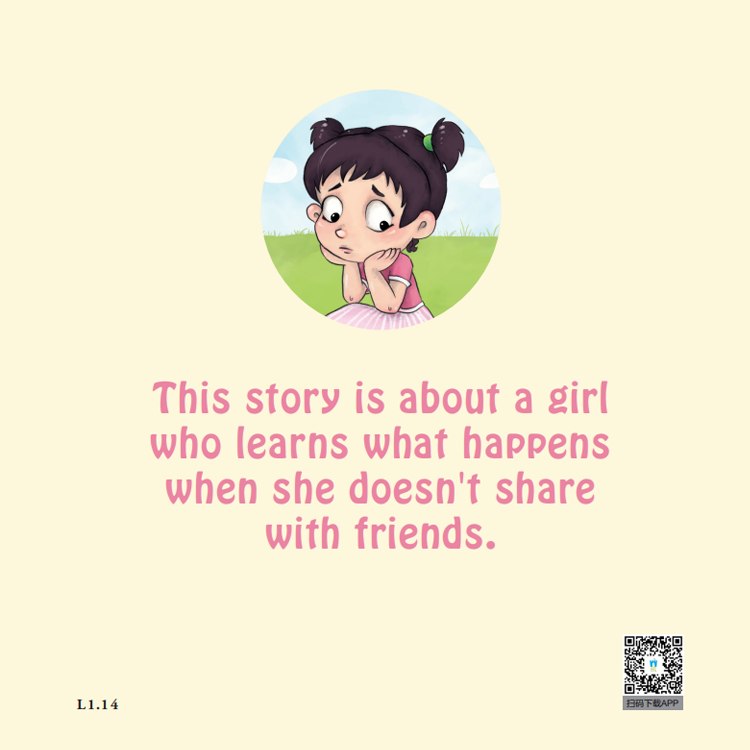 This story is about a girl
who learns what happens
when she doesn't share
with friends.
L1.14
扫码下载APP